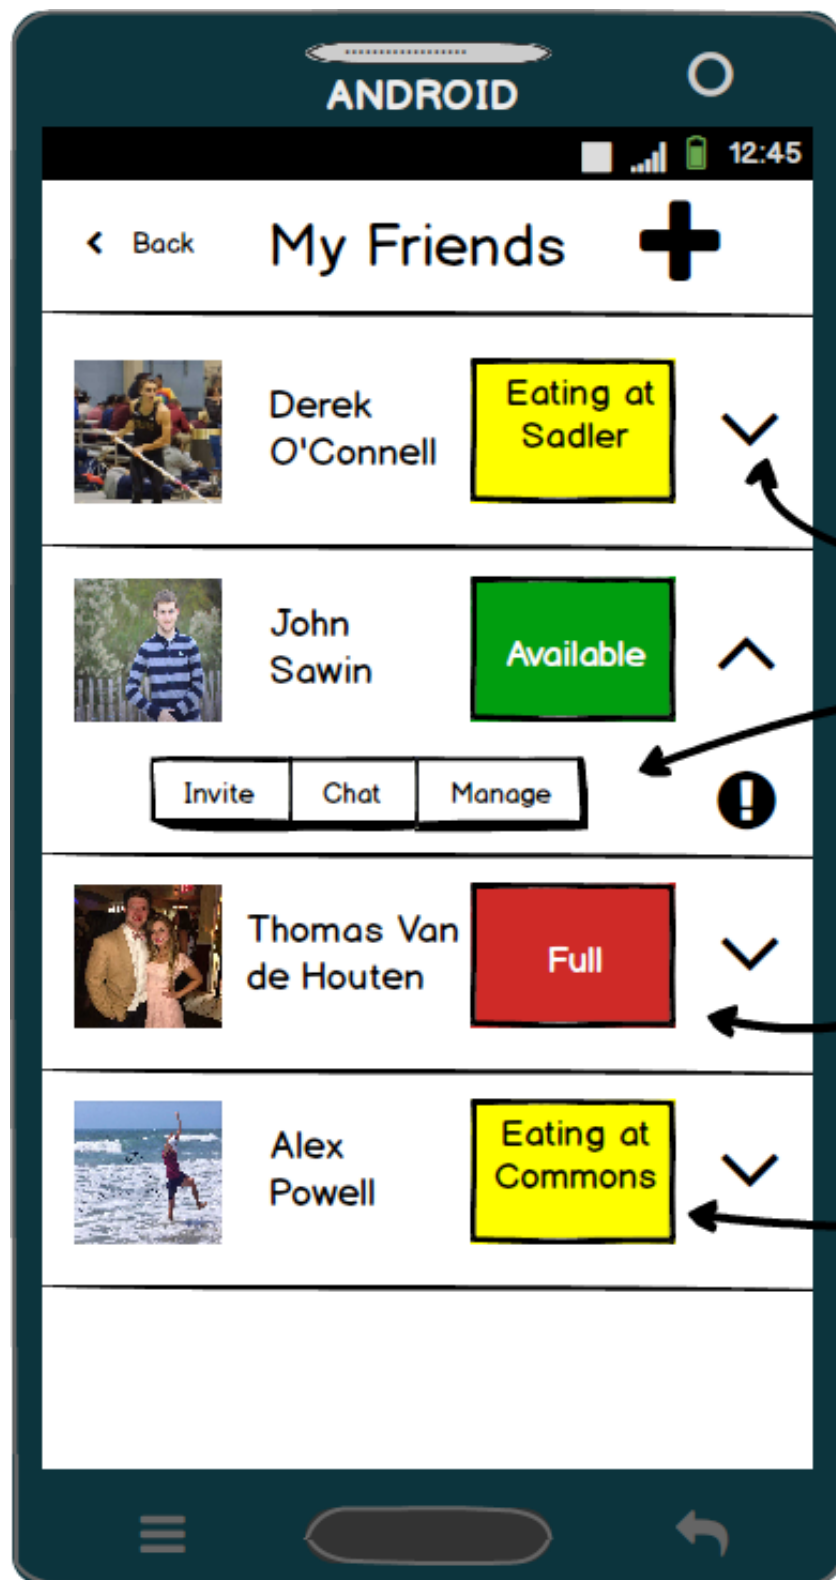 ANDROID
12:45
Back
My Friends
Derek
O'Connell
Eating at
Sadler
John
Sawin
Available
Invite
Chat
Manage
Thomas Van
de Houten
Full
Alex
Powell
Eating at
Commons